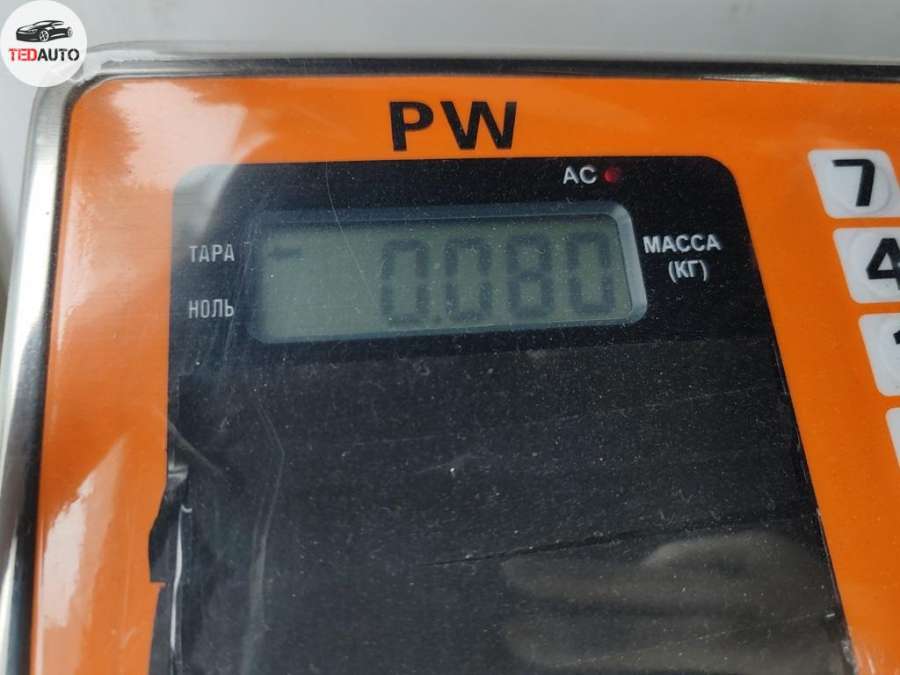 TEDAUTO
PW
AC
ТАРА
НОЛЬ
0.080
МАССА
(КГ)
7
4